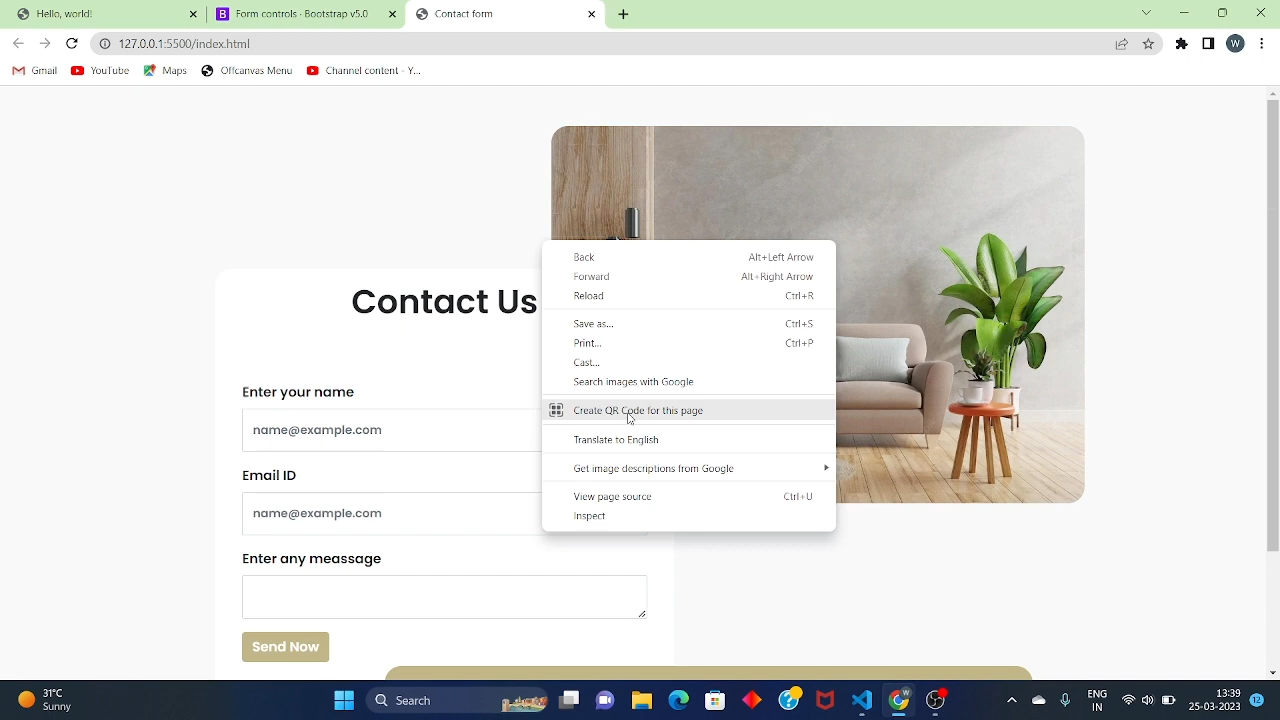 Hello, world!
Form controls · Bootstrap v5.0
Contact form
127.0.0.1:5500/index.html
W
Gmail
YouTube
Maps
Offcanvas Menu
Channel content - Y...
Contact Us
Enter your name
name@example.com
Email ID
name@example.com
Enter any meassage
Send Now
Back Alt+Left Arrow
Forward Alt+Right Arrow
Reload Ctrl+R
Save as... Ctrl+S
Print... Ctrl+P
Cast...
Search images with Google
Create QR Code for this page
Translate to English
Get image descriptions from Google
View page source Ctrl+U
Inspect
31°C
Sunny
Search
ENG
IN
13:39
25-03-2023
12